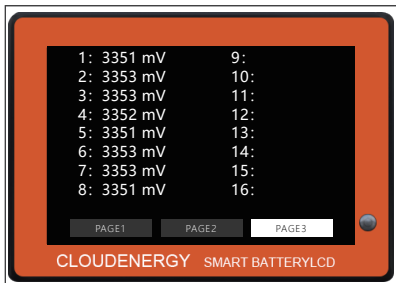 1: 3351 mV 9:
2: 3353 mV 10:
3: 3353 mV 11:
4: 3352 mV 12:
5: 3351 mV 13:
6: 3353 mV 14:
7: 3353 mV 15:
8: 3351 mV 16:
PAGE1 PAGE2 PAGE3
CLOUDENERGY SMART BATTERYLCD